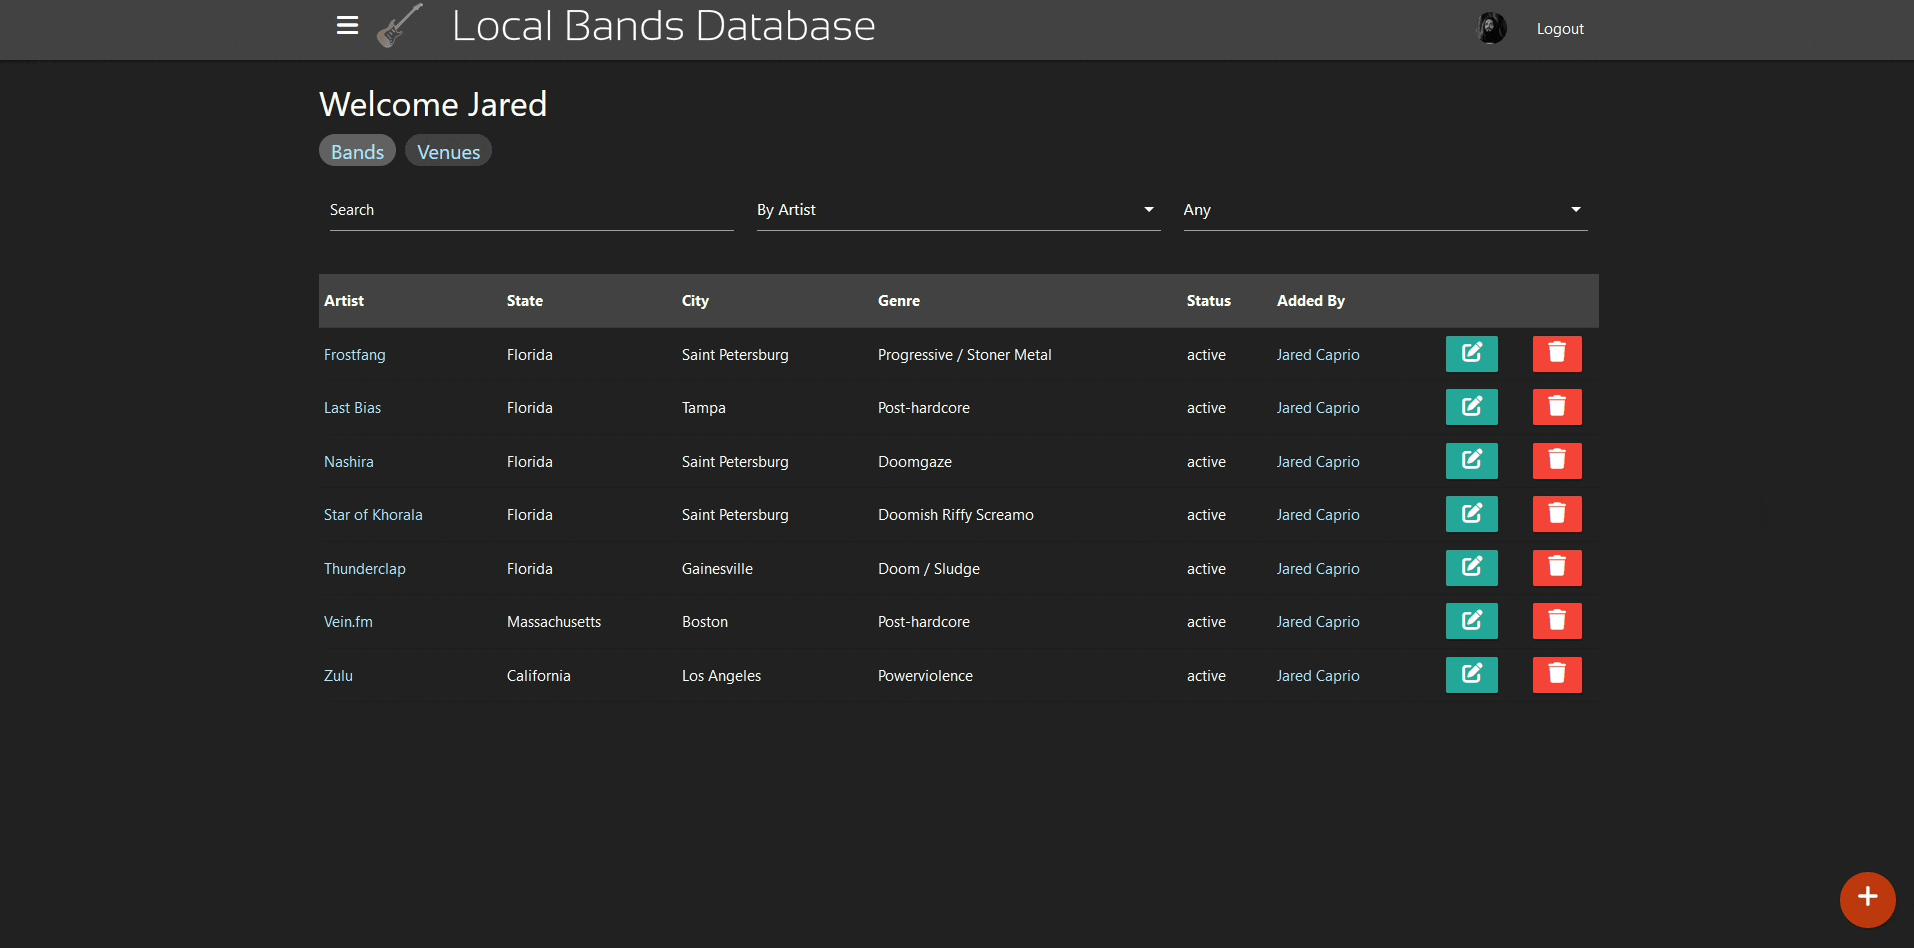 Local Bands Database Logout
Welcome Jared
Bands Venues
Search By Artist Any
Artist State City Genre Status Added By
Frostfang Florida Saint Petersburg Progressive / Stoner Metal active Jared Caprio
Last Bias Florida Tampa Post-hardcore active Jared Caprio
Nashira Florida Saint Petersburg Doomgaze active Jared Caprio
Star of Khorala Florida Saint Petersburg Doomish Riffy Screamo active Jared Caprio
Thunderclap Florida Gainesville Doom / Sludge active Jared Caprio
Vein.fm Massachusetts Boston Post-hardcore active Jared Caprio
Zulu California Los Angeles Powerviolence active Jared Caprio